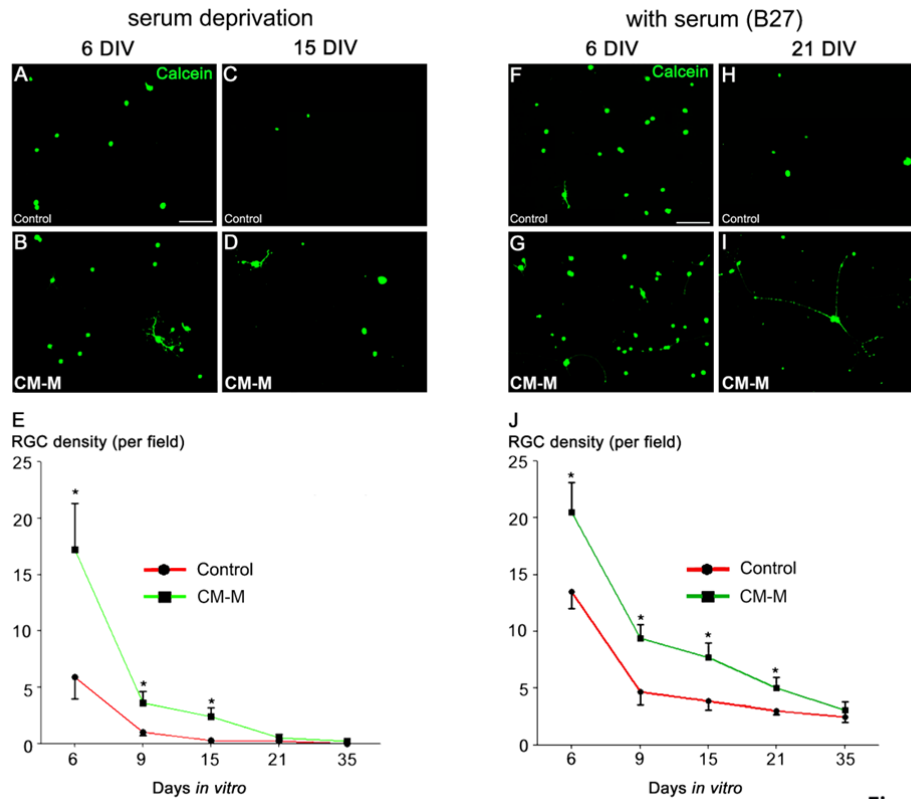 serum deprivation
6 DIV 15 DIV
A Calcein C
Control Control
B D
CM-M CM-M
E
RGC density (per field)
25
20
15
10
5
0
Control
CM-M
6 9 15 21 35
Days in vitro
with serum (B27)
6 DIV 21 DIV
F Calcein H
Control Control
G I
CM-M CM-M
J
RGC density (per field)
25
20
15
10
5
0
Control
CM-M
6 9 15 21 35
Days in vitro